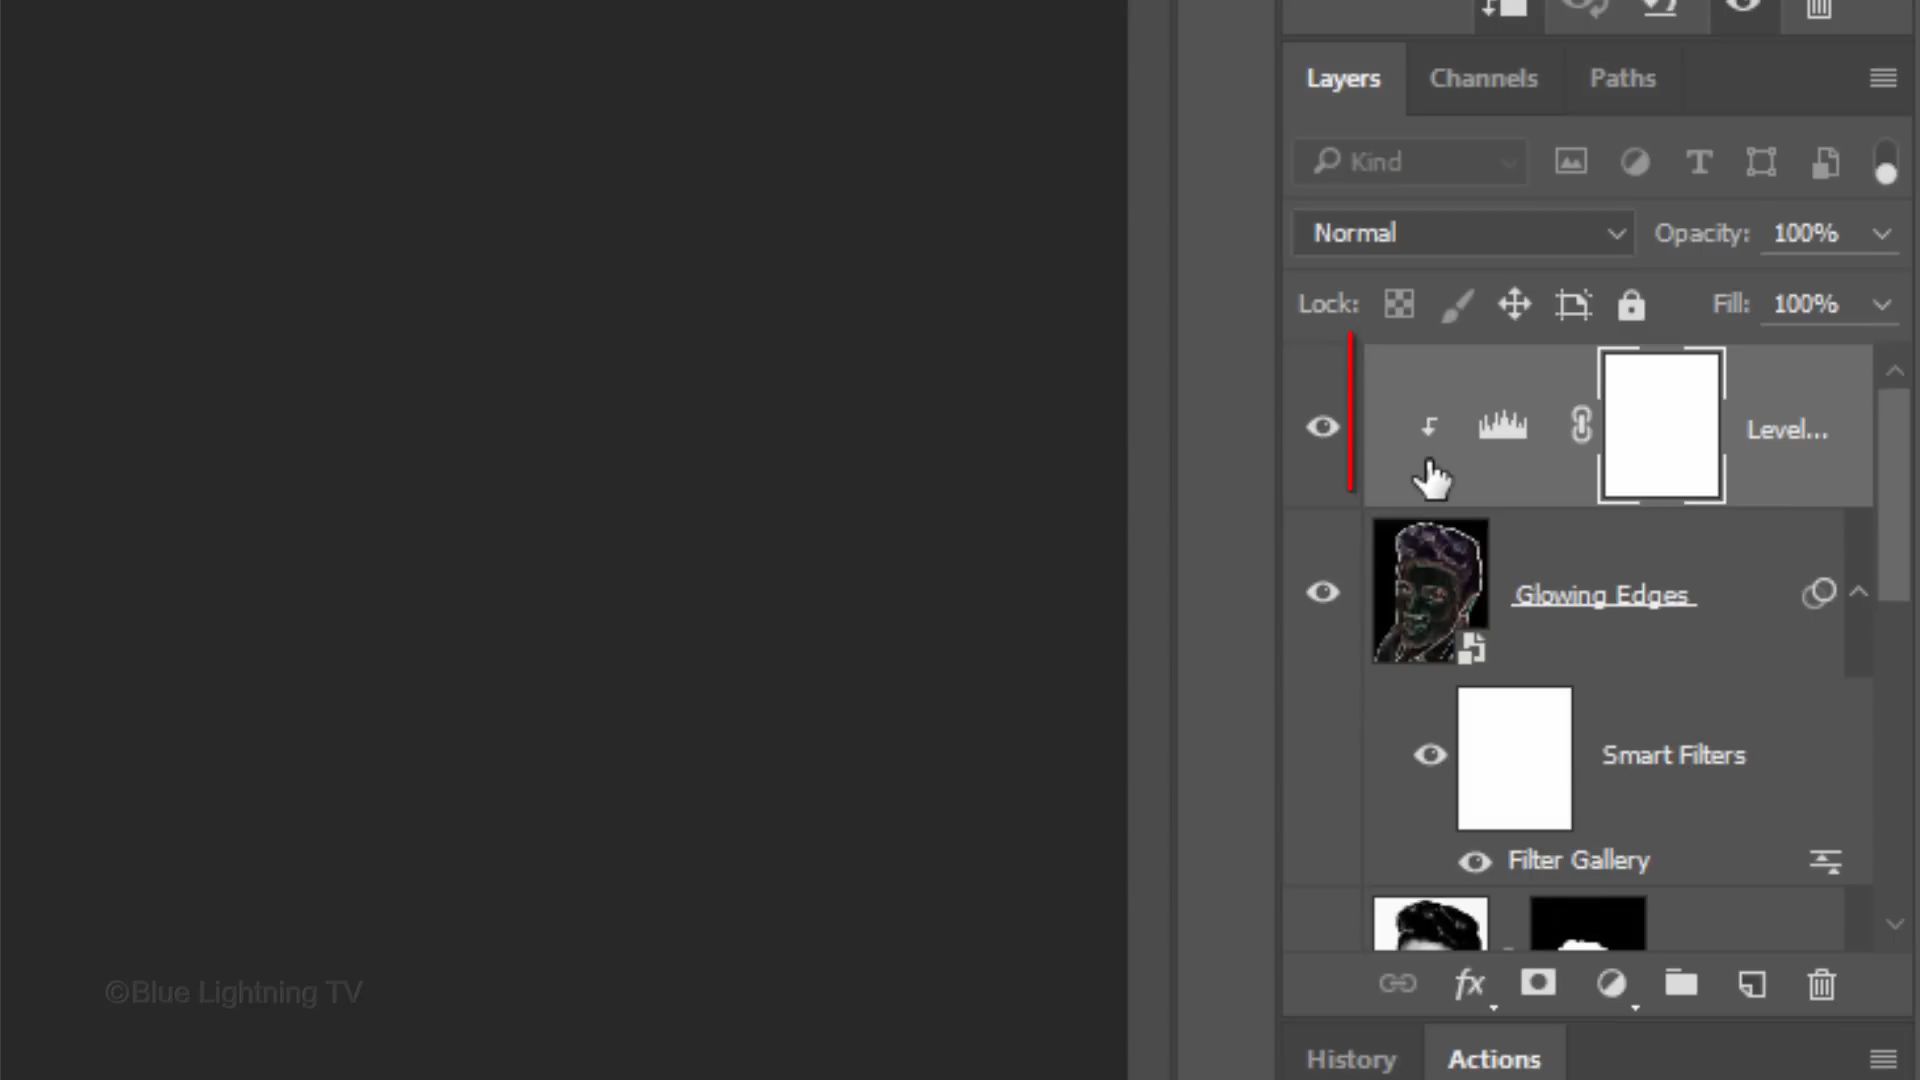 Layers Channels Paths
Kind
Normal Opacity: 100%
Lock: Fill: 100%
Level...
Glowing Edges
Smart Filters
Filter Gallery
fx
©Blue Lightning TV
History Actions